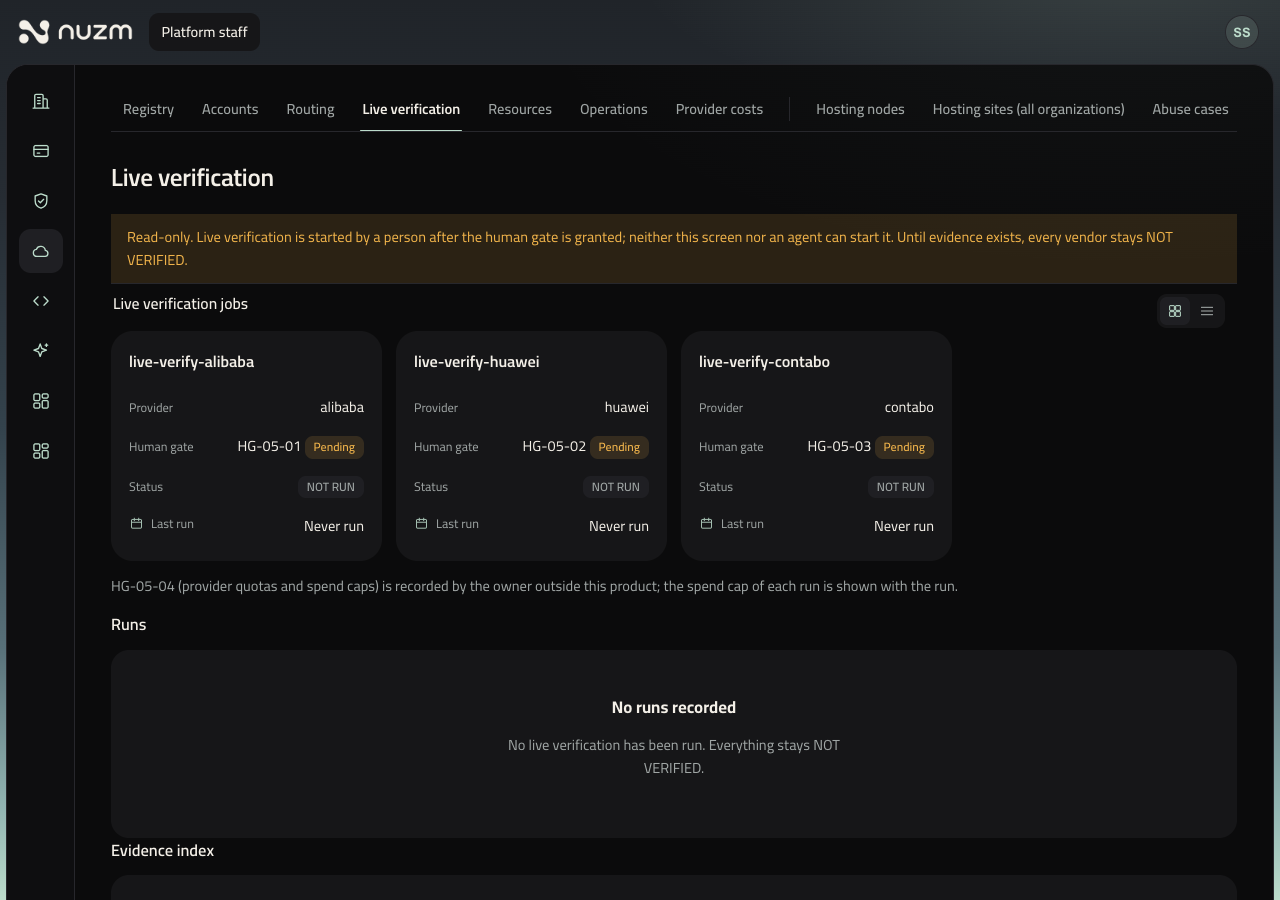 nuzm
Platform staff
SS
Registry
Accounts
Routing
Live verification
Resources
Operations
Provider costs
Hosting nodes
Hosting sites (all organizations)
Abuse cases
Live verification
Read-only. Live verification is started by a person after the human gate is granted; neither this screen nor an agent can start it. Until evidence exists, every vendor stays NOT
VERIFIED.
Live verification jobs
live-verify-alibaba
Provider alibaba
Human gate HG-05-01 Pending
Status NOT RUN
Last run Never run
live-verify-huawei
Provider huawei
Human gate HG-05-02 Pending
Status NOT RUN
Last run Never run
live-verify-contabo
Provider contabo
Human gate HG-05-03 Pending
Status NOT RUN
Last run Never run
HG-05-04 (provider quotas and spend caps) is recorded by the owner outside this product; the spend cap of each run is shown with the run.
Runs
No runs recorded
No live verification has been run. Everything stays NOT
VERIFIED.
Evidence index